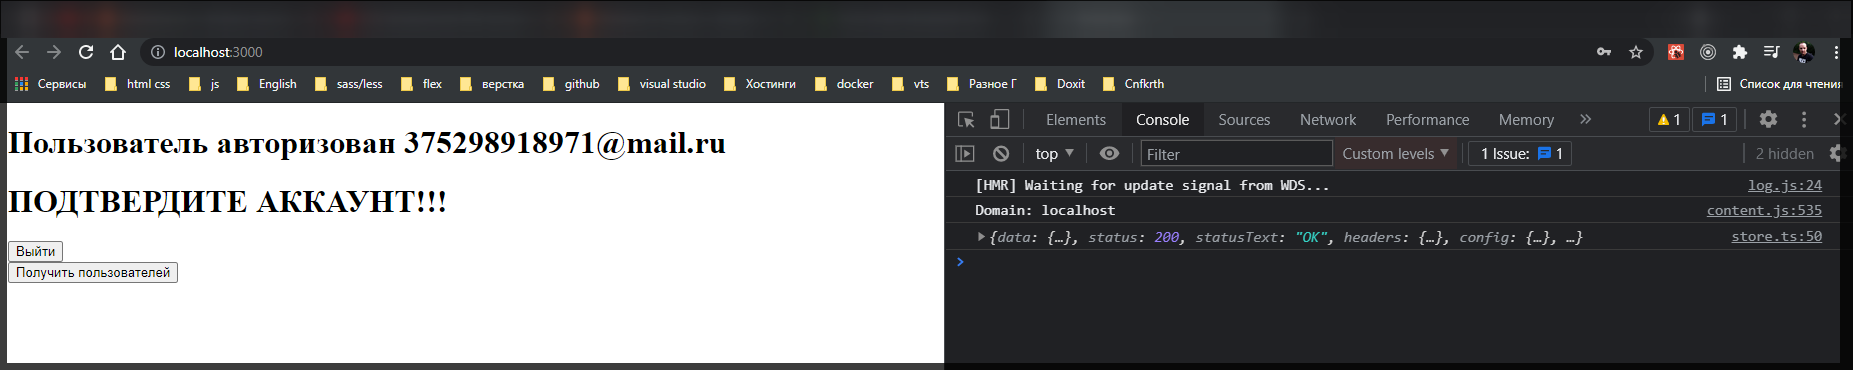 localhost:3000
Сервисы html css js English sass/less flex верстка github visual studio Хостинги docker vts Разное Г Doxit Cnfkrth Список для чтения
Elements Console Sources Network Performance Memory » 1 1
top Filter Custom levels 1 Issue: 1 2 hidden
Пользователь авторизован 375298918971@mail.ru
ПОДТВЕРДИТЕ АККАУНТ!!!
Выйти
Получить пользователей
[HMR] Waiting for update signal from WDS... log.js:24
Domain: localhost content.js:535
{data: {…}, status: 200, statusText: "OK", headers: {…}, config: {…}, …} store.ts:50